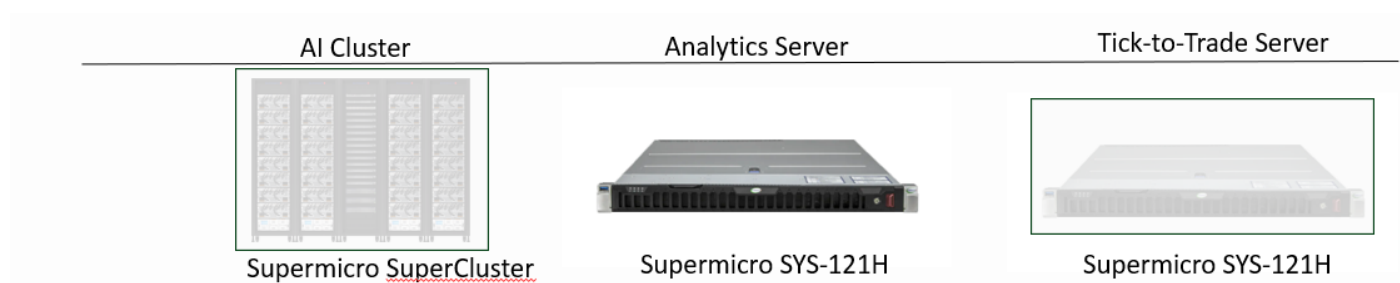 AI Cluster
Analytics Server
Tick-to-Trade Server
Supermicro SuperCluster
Supermicro SYS-121H
Supermicro SYS-121H